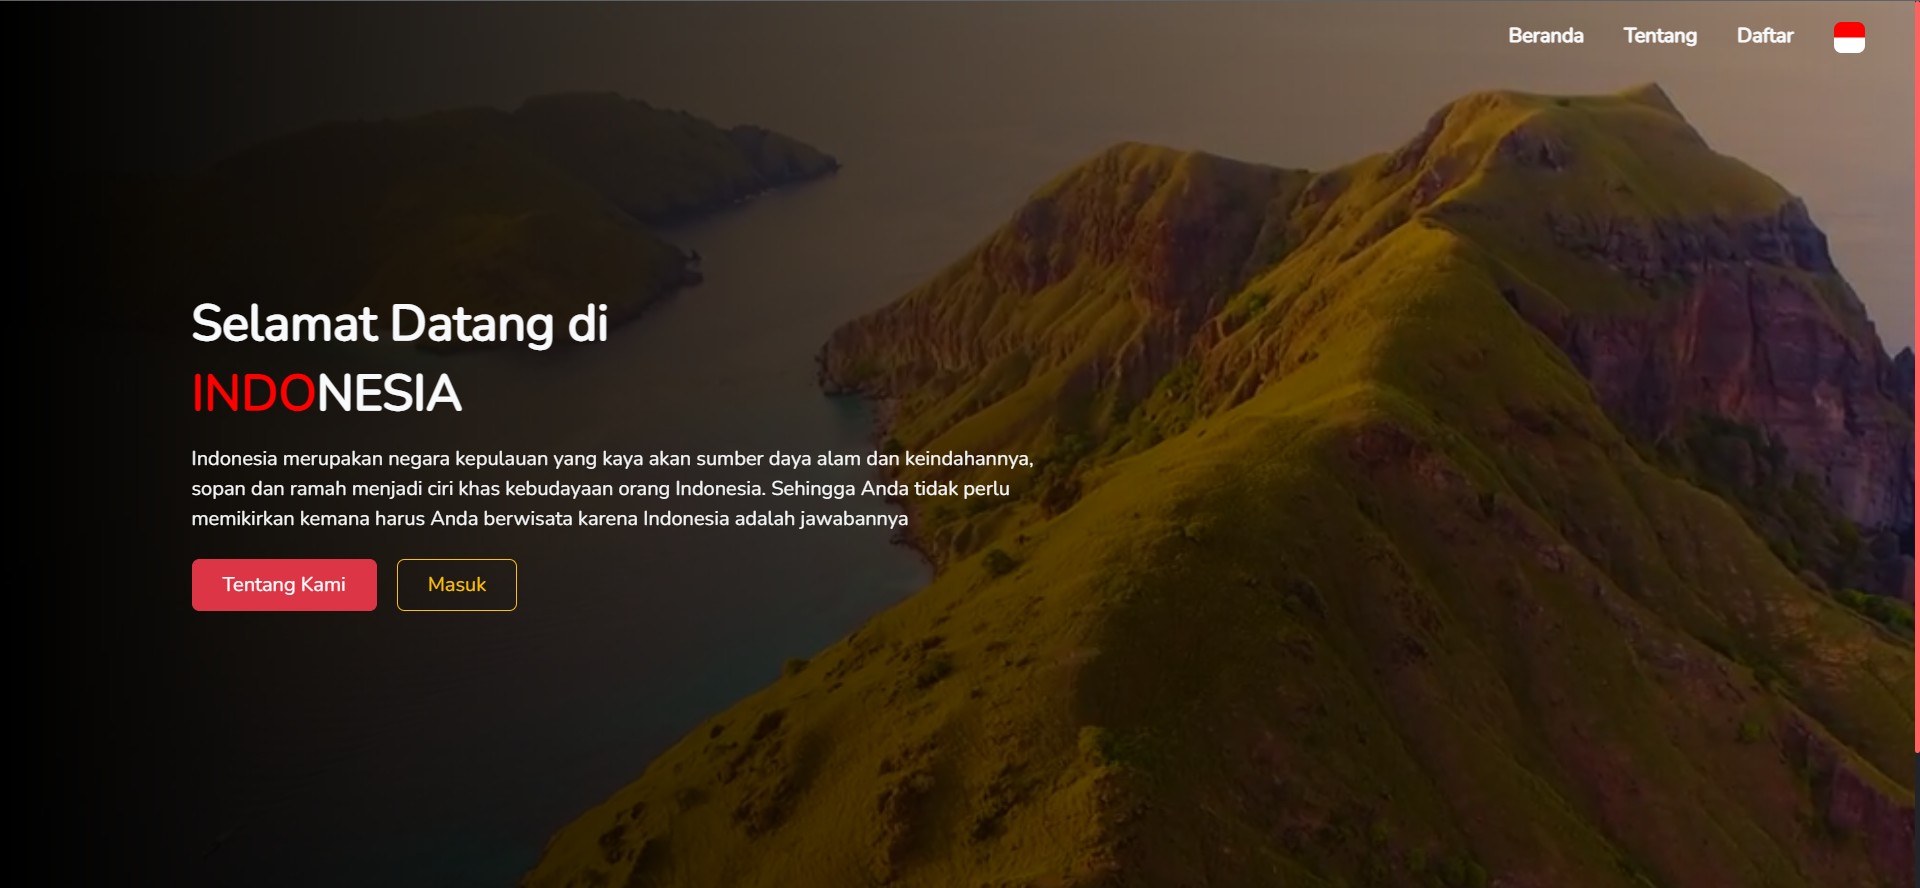 Beranda Tentang Daftar
Selamat Datang di
INDONESIA
Indonesia merupakan negara kepulauan yang kaya akan sumber daya alam dan keindahannya,
sopan dan ramah menjadi ciri khas kebudayaan orang Indonesia. Sehingga Anda tidak perlu
memikirkan kemana harus Anda berwisata karena Indonesia adalah jawabannya
Tentang Kami Masuk